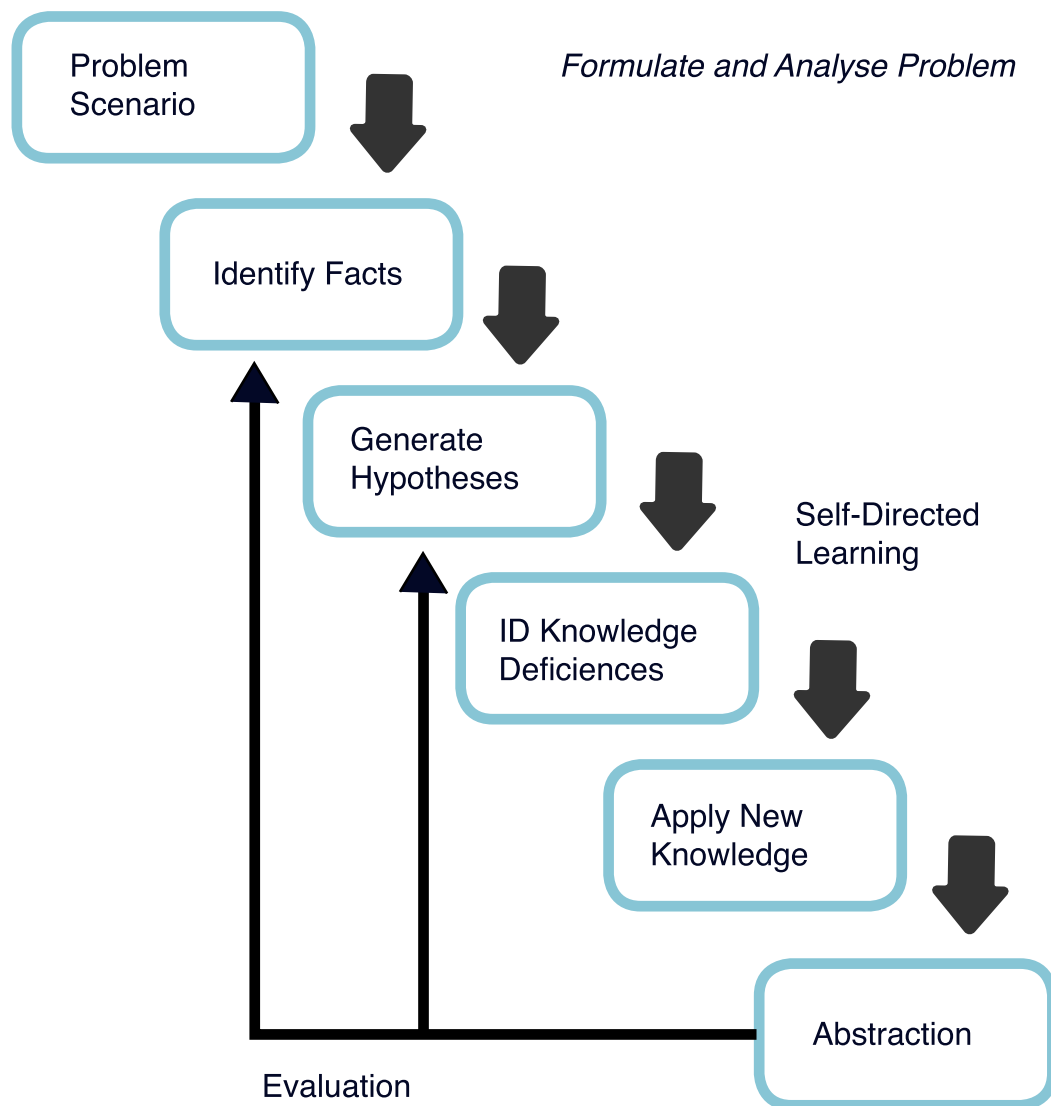 Problem
Scenario
Formulate and Analyse Problem
Identify Facts
Generate
Hypotheses
Self-Directed
Learning
ID Knowledge
Deficiences
Apply New
Knowledge
Abstraction
Evaluation